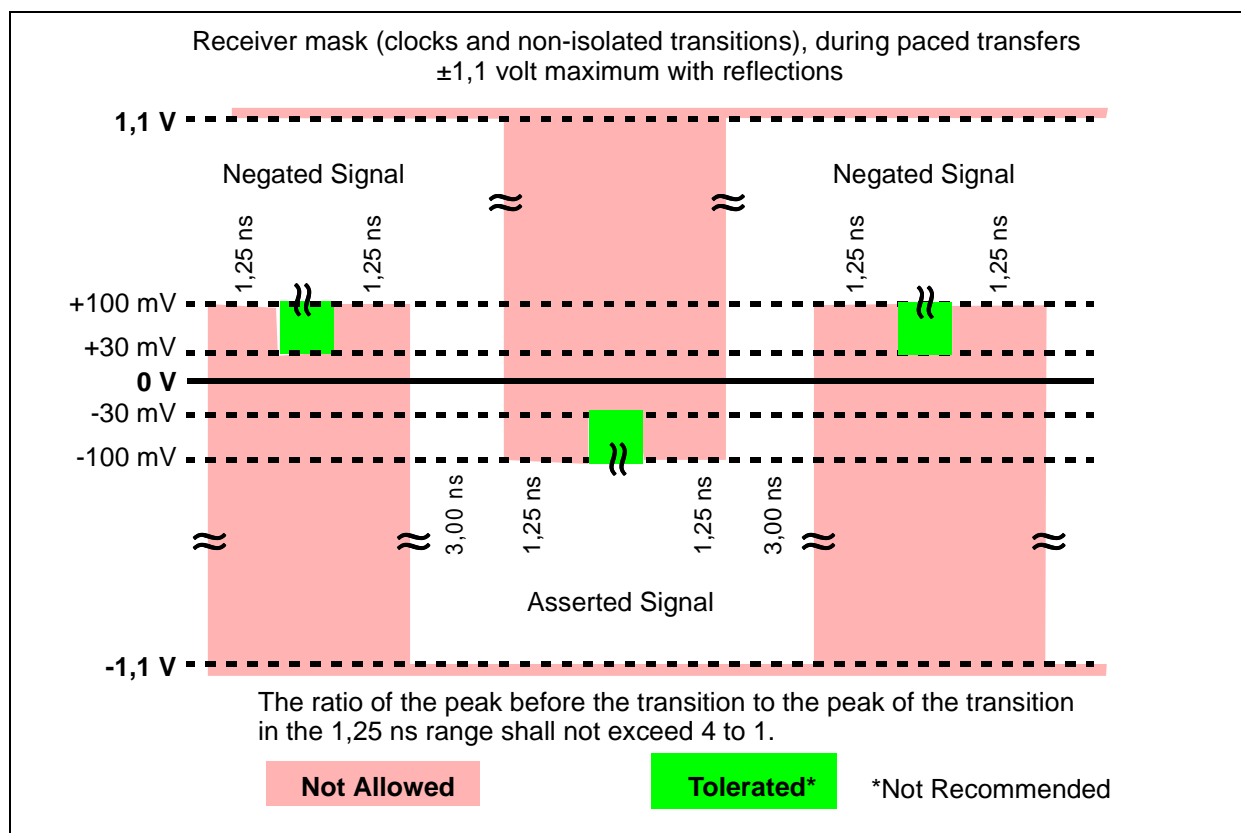 Receiver mask (clocks and non-isolated transitions), during paced transfers
±1,1 volt maximum with reflections
1,1 V
Negated Signal
Negated Signal
1,25 ns
1,25 ns
1,25 ns
1,25 ns
+100 mV
+30 mV
0 V
-30 mV
-100 mV
3,00 ns
1,25 ns
1,25 ns
3,00 ns
Asserted Signal
-1,1 V
The ratio of the peak before the transition to the peak of the transition
in the 1,25 ns range shall not exceed 4 to 1.
Not Allowed
Tolerated*
*Not Recommended